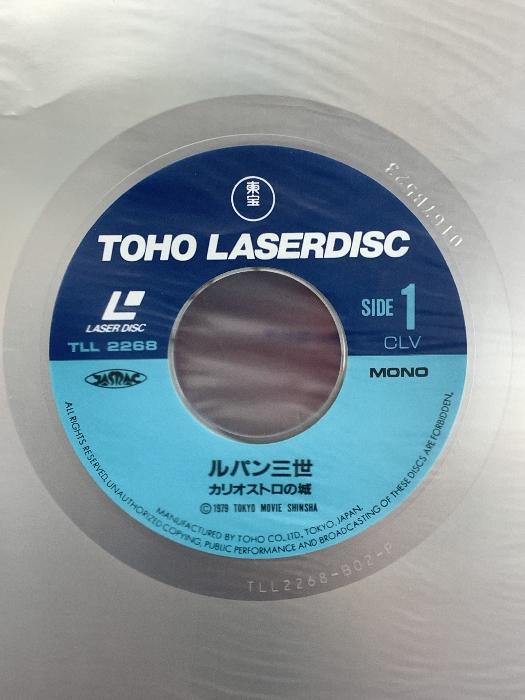 東宝
TOHO LASERDISC
LASER DISC
TLL 2268
SIDE 1
CLV
JASRAC
MONO
ルパン三世
カリオストロの城
©1979 TOKYO MOVIE SHINSHA
MANUFACTURED BY TOHO CO.,LTD., TOKYO, JAPAN.
ALL RIGHTS RESERVED. UNAUTHORIZED COPYING, PUBLIC PERFORMANCE AND BROADCASTING OF THESE DISCS ARE FORBIDDEN.
TLL2268-B02-P